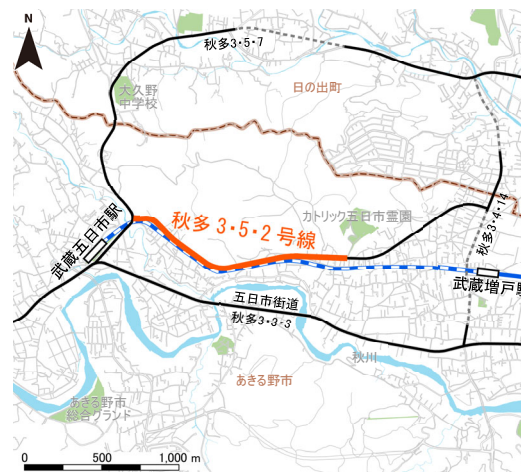 N
秋多3・5・7
大久野
中学校
日の出町
カトリック五日市霊園
秋多3・4・14
秋多3・5・2号線
武蔵五日市駅
武蔵増戸駅
五日市街道
秋多3・3・3
秋川
あきる野市
あきる野市
総合グランド
0 500 1,000 m